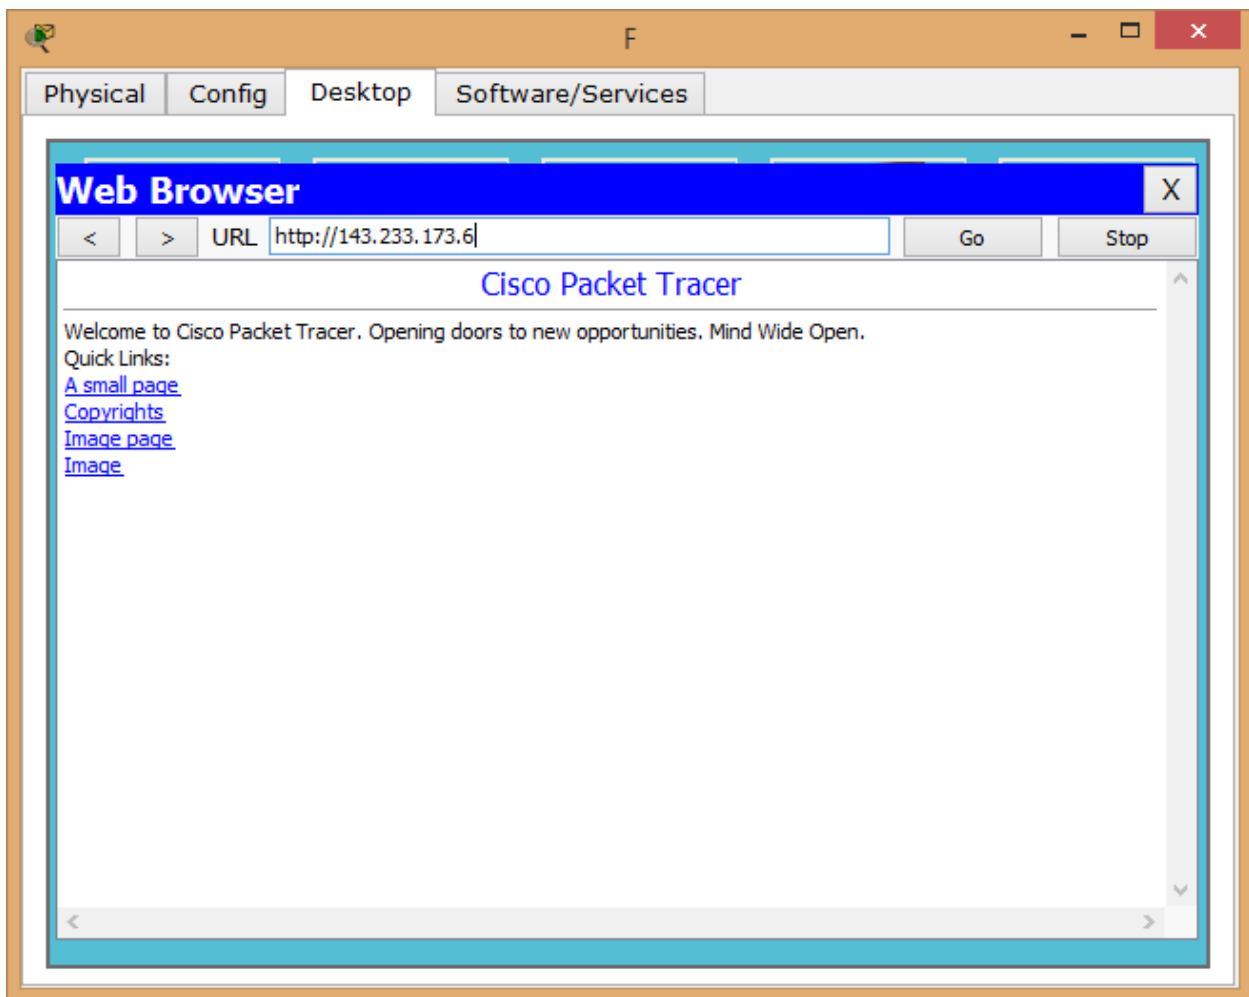 F
Physical Config Desktop Software/Services
Web Browser X
< > URL http://143.233.173.6 Go Stop
Cisco Packet Tracer
Welcome to Cisco Packet Tracer. Opening doors to new opportunities. Mind Wide Open.
Quick Links:
A small page
Copyrights
Image page
Image